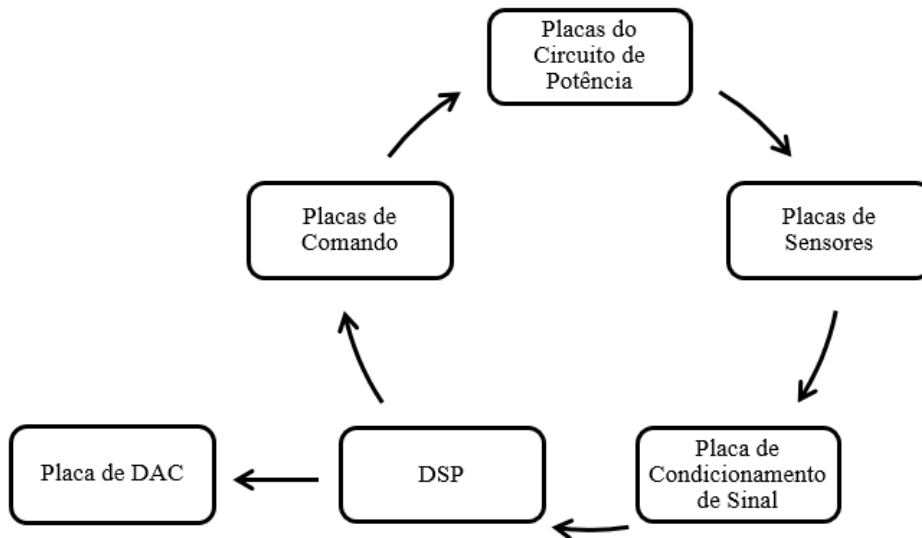 Placas do
Circuito de
Potência
Placas de
Comando
Placas de
Sensores
Placa de DAC
DSP
Placa de
Condicionamento
de Sinal